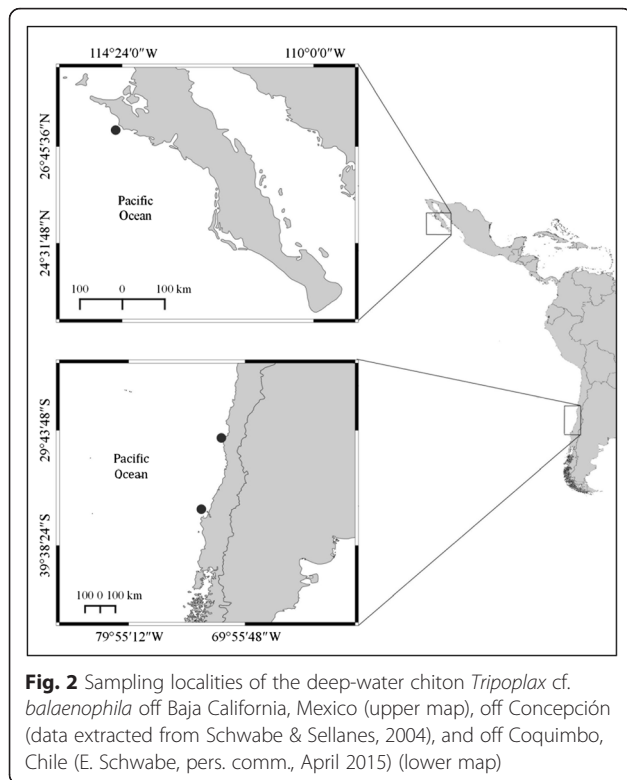 114°24'0"W 110°0'0"W
26°45'36"N
24°31'48"N
Pacific
Ocean
100 0 100 km
29°43'48"S
39°38'24"S
Pacific
Ocean
100 0 100 km
79°55'12"W 69°55'48"W
Fig. 2 Sampling localities of the deep-water chiton Tripoplax cf.
balaenophila off Baja California, Mexico (upper map), off Concepción
(data extracted from Schwabe & Sellanes, 2004), and off Coquimbo,
Chile (E. Schwabe, pers. comm., April 2015) (lower map)